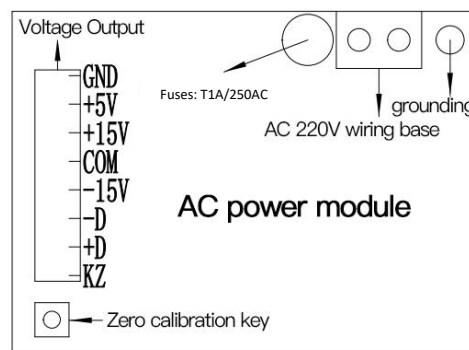 Voltage Output
GND
+5V
+15V
COM
-15V
-D
+D
KZ
Fuses: T1A/250AC
grounding
AC 220V wiring base
AC power module
Zero calibration key